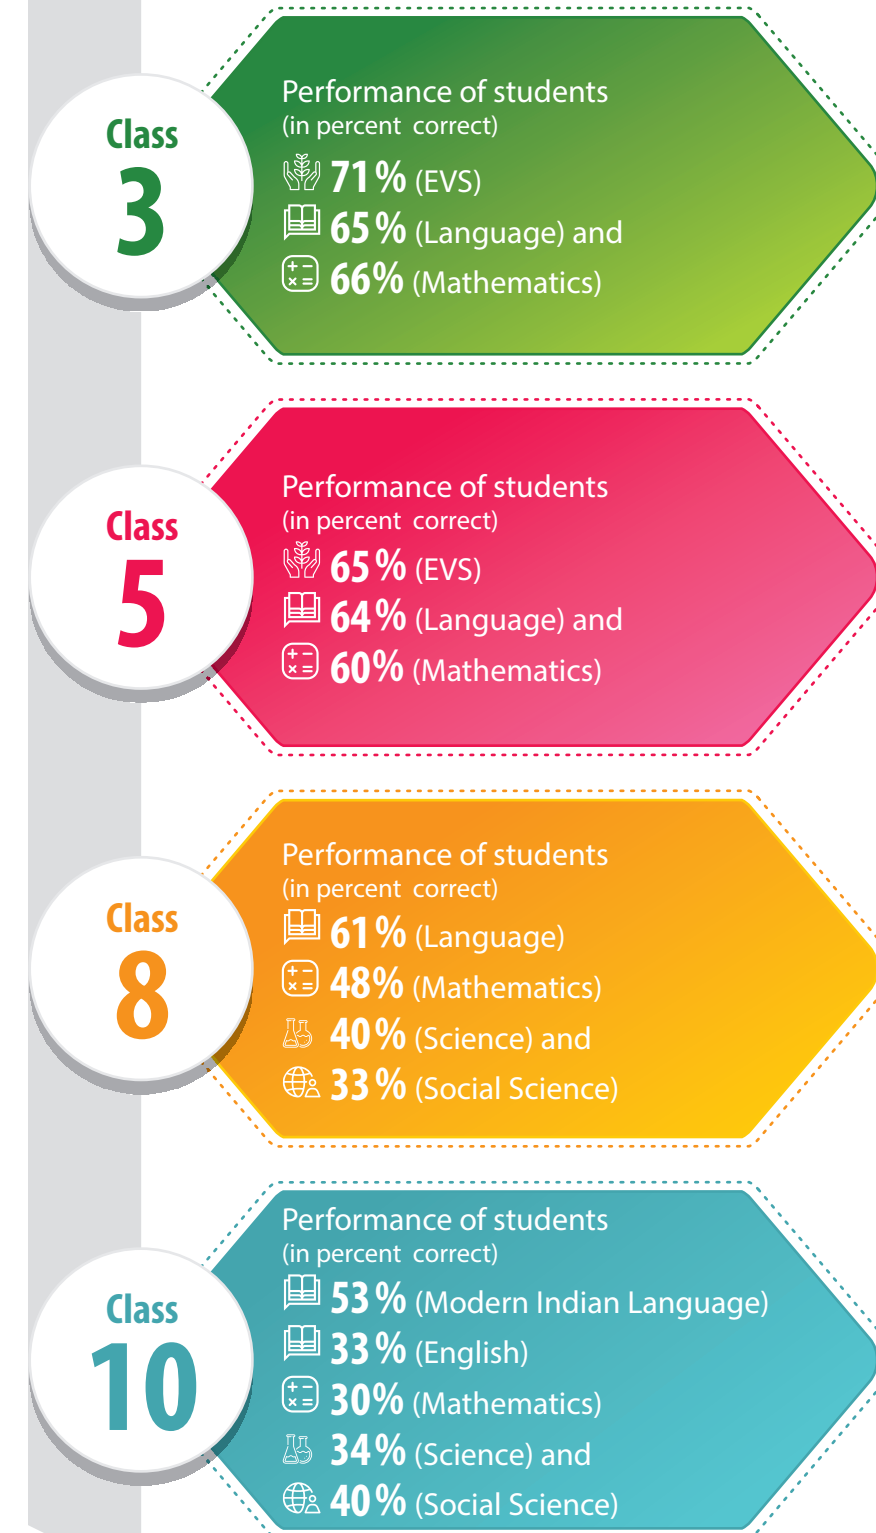 Class
3
Performance of students
(in percent correct)
71% (EVS)
65% (Language) and
66% (Mathematics)
Class
5
Performance of students
(in percent correct)
65% (EVS)
64% (Language) and
60% (Mathematics)
Class
8
Performance of students
(in percent correct)
61% (Language)
48% (Mathematics)
40% (Science) and
33% (Social Science)
Class
10
Performance of students
(in percent correct)
53% (Modern Indian Language)
33% (English)
30% (Mathematics)
34% (Science) and
40% (Social Science)